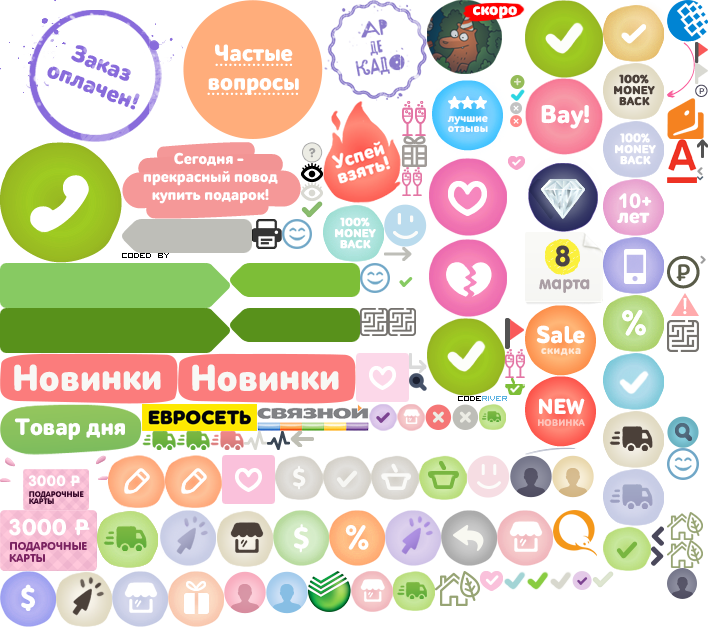 Заказ
оплачен!
Частые
вопросы
АР
ДЕ
КАДО
скоро
100%
MONEY
BACK
P
лучшие
отзывы
Вау!
100%
MONEY
BACK
Сегодня -
прекрасный повод
купить подарок!
?
Успей
взять!
100%
MONEY
BACK
10+
лет
А
CODED BY
8
марта
₽
Sale
скидка
%
Новинки
Новинки
CODERIVER
NEW
НОВИНКА
Товар дня
ЕВРОСЕТЬ
СВЯЗНОЙ
3000 ₽
ПОДАРОЧНЫЕ
КАРТЫ
$
3000 ₽
ПОДАРОЧНЫЕ
КАРТЫ
$
%
$